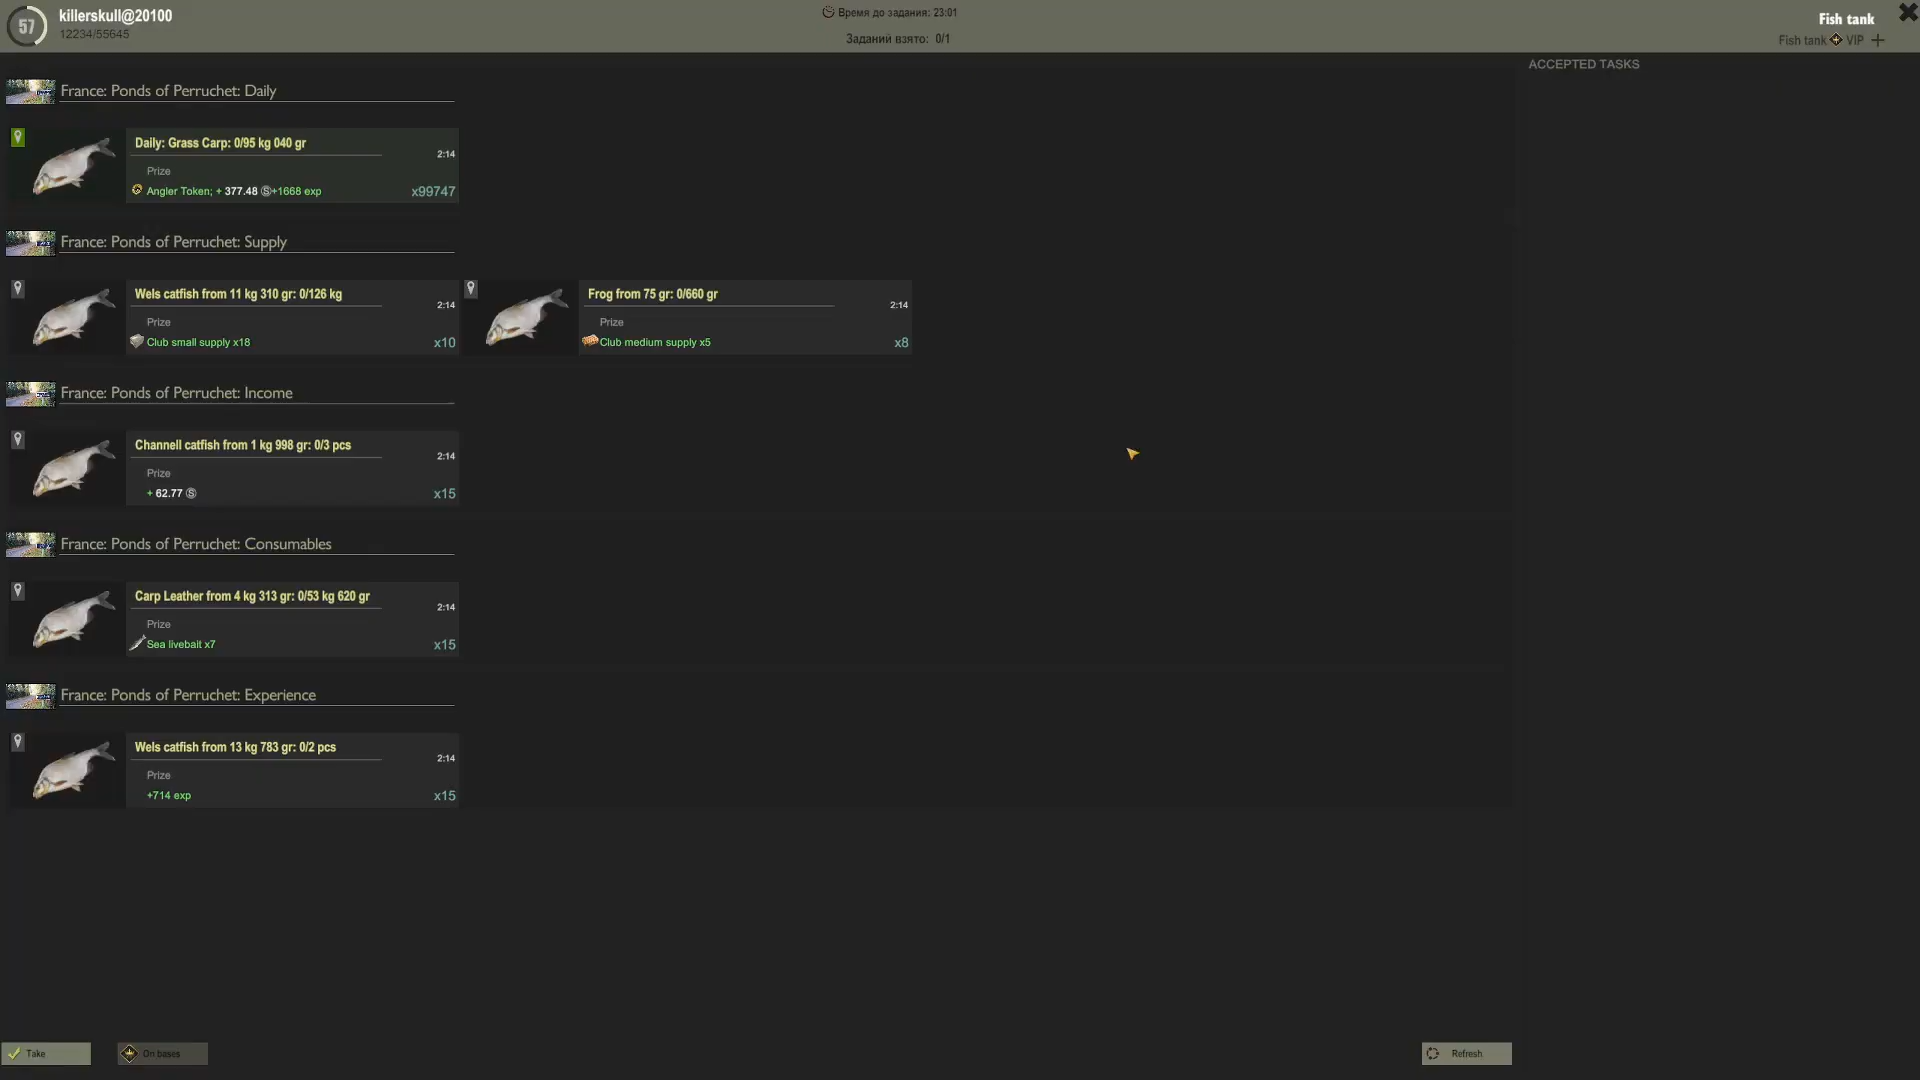 57
killerskull@20100
12234/55645
Время до задания: 23:01
Заданий взято: 0/1
Fish tank
Fish tank VIP
ACCEPTED TASKS
France: Ponds of Perruchet: Daily
Daily: Grass Carp: 0/95 kg 040 gr
2:14
Prize
Angler Token; + 377.48 Ⓢ+1668 exp
x99747
France: Ponds of Perruchet: Supply
Wels catfish from 11 kg 310 gr: 0/126 kg
2:14
Prize
Club small supply x18
x10
Frog from 75 gr: 0/660 gr
2:14
Prize
Club medium supply x5
x8
France: Ponds of Perruchet: Income
Channell catfish from 1 kg 998 gr: 0/3 pcs
2:14
Prize
+ 62.77 Ⓢ
x15
France: Ponds of Perruchet: Consumables
Carp Leather from 4 kg 313 gr: 0/53 kg 620 gr
2:14
Prize
Sea livebait x7
x15
France: Ponds of Perruchet: Experience
Wels catfish from 13 kg 783 gr: 0/2 pcs
2:14
Prize
+714 exp
x15
Take
On bases
Refresh